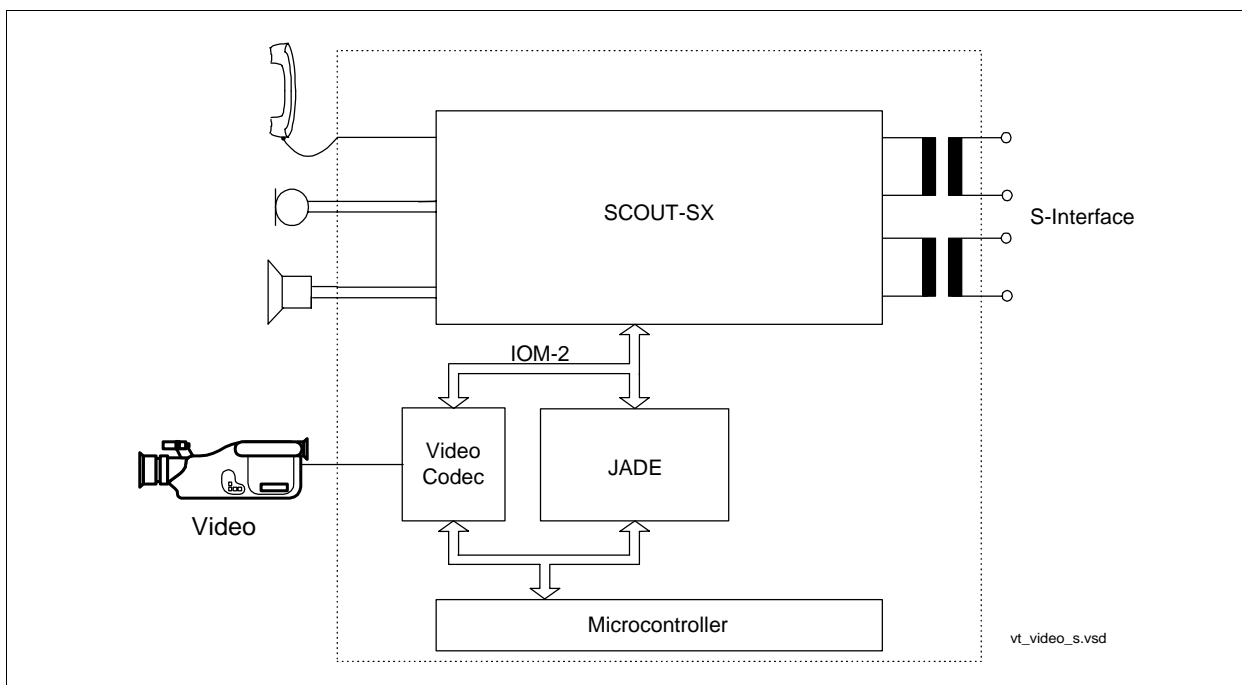 SCOUT-SX
S-Interface
IOM-2
Video
Codec
JADE
Video
Microcontroller
vt_video_s.vsd